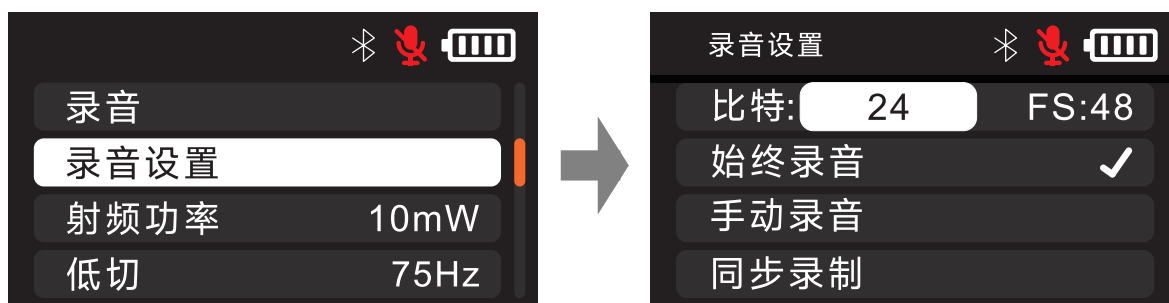 录音
录音设置
射频功率 10mW
低切 75Hz
录音设置
比特: 24 FS:48
始终录音
手动录音
同步录制